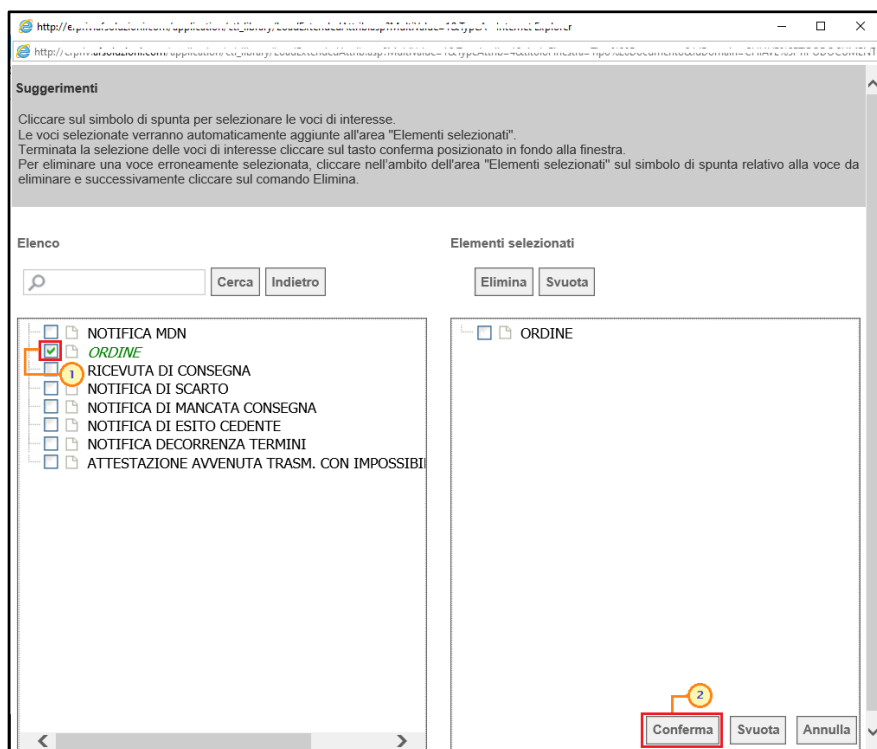 Suggerimenti
Cliccare sul simbolo di spunta per selezionare le voci di interesse.
Le voci selezionate verranno automaticamente aggiunte all'area "Elementi selezionati".
Terminata la selezione delle voci di interesse cliccare sul tasto conferma posizionato in fondo alla finestra.
Per eliminare una voce erroneamente selezionata, cliccare nell'ambito dell'area "Elementi selezionati" sul simbolo di spunta relativo alla voce da
eliminare e successivamente cliccare sul comando Elimina.
Elenco
Cerca
Indietro
NOTIFICA MDN
ORDINE
RICEVUTA DI CONSEGNA
1
NOTIFICA DI SCARTO
NOTIFICA DI MANCATA CONSEGNA
NOTIFICA DI ESITO CEDENTE
NOTIFICA DECORRENZA TERMINI
ATTESTAZIONE AVVENUTA TRASM. CON IMPOSSIBI
Elementi selezionati
Elimina
Svuota
ORDINE
2
Conferma
Svuota
Annulla